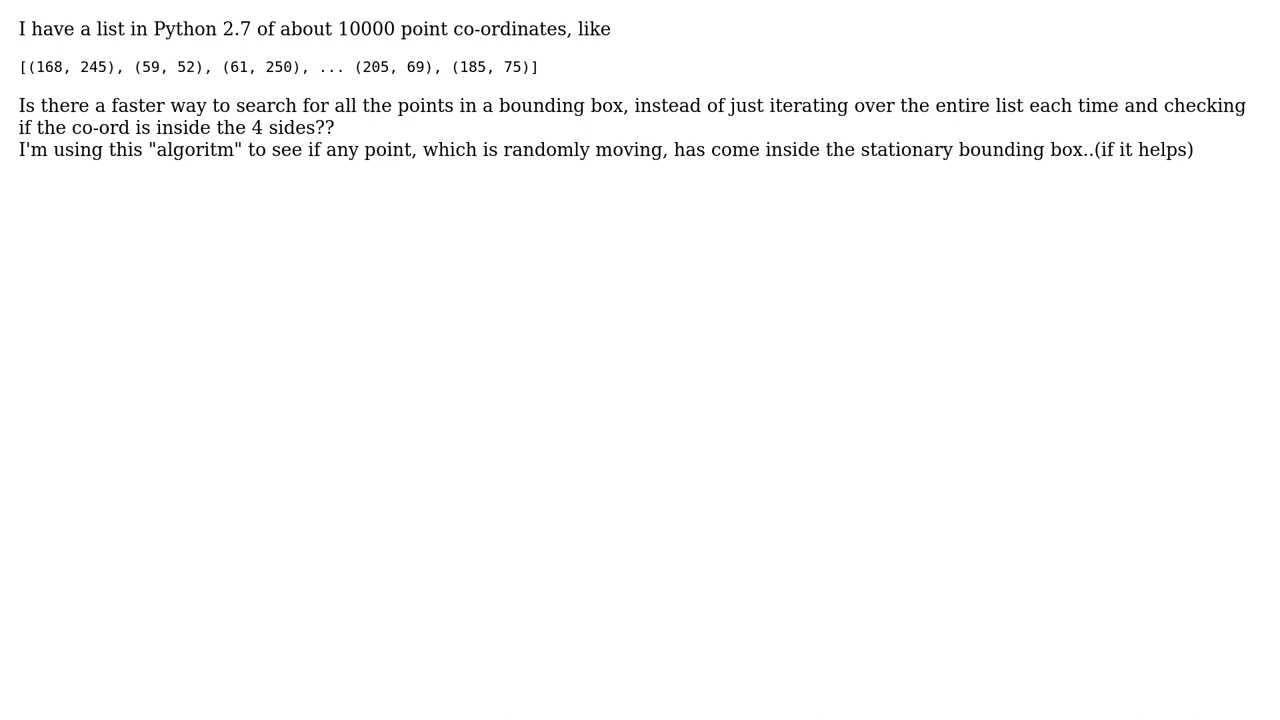 I have a list in Python 2.7 of about 10000 point co-ordinates, like
[(168, 245), (59, 52), (61, 250), ... (205, 69), (185, 75)]
Is there a faster way to search for all the points in a bounding box, instead of just iterating over the entire list each time and checking
if the co-ord is inside the 4 sides??
I'm using this "algoritm" to see if any point, which is randomly moving, has come inside the stationary bounding box..(if it helps)